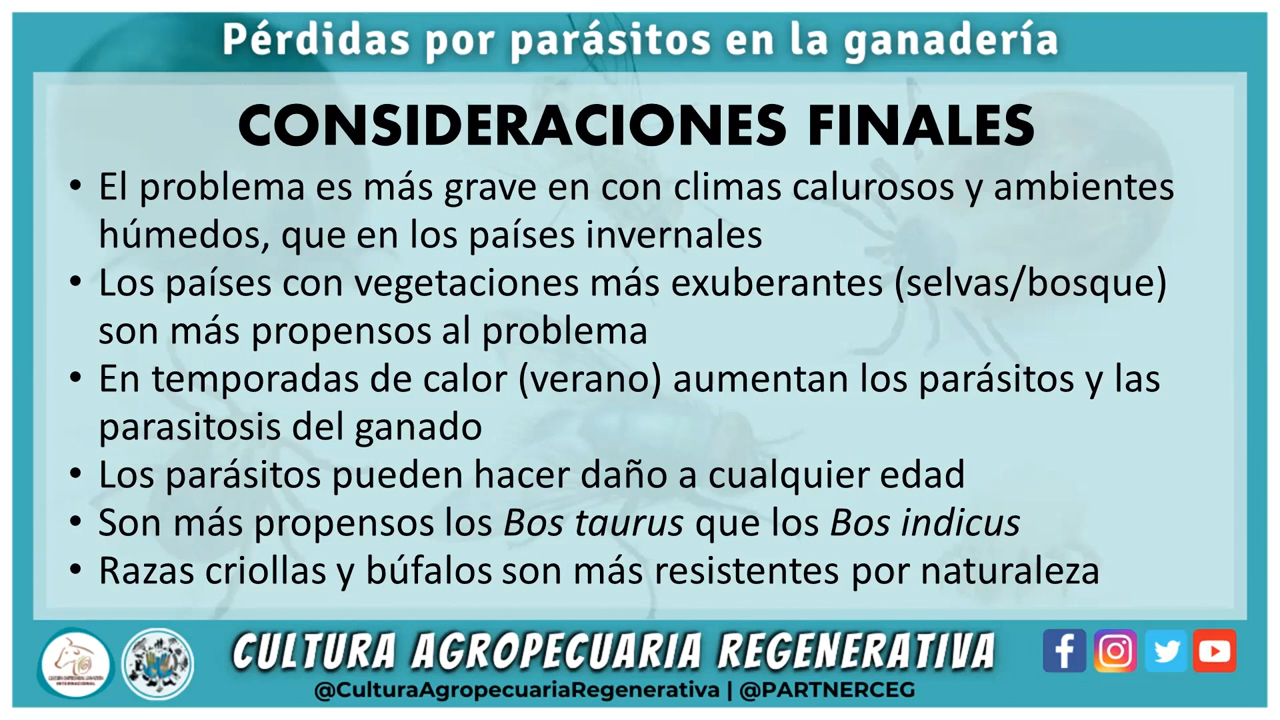 Pérdidas por parásitos en la ganadería
CONSIDERACIONES FINALES
• El problema es más grave en con climas calurosos y ambientes
húmedos, que en los países invernales
• Los países con vegetaciones más exuberantes (selvas/bosque)
son más propensos al problema
• En temporadas de calor (verano) aumentan los parásitos y las
parasitosis del ganado
• Los parásitos pueden hacer daño a cualquier edad
• Son más propensos los Bos taurus que los Bos indicus
• Razas criollas y búfalos son más resistentes por naturaleza
CULTURA AGROPECUARIA REGENERATIVA
@CulturaAgropecuariaRegenerativa | @PARTNERCEG